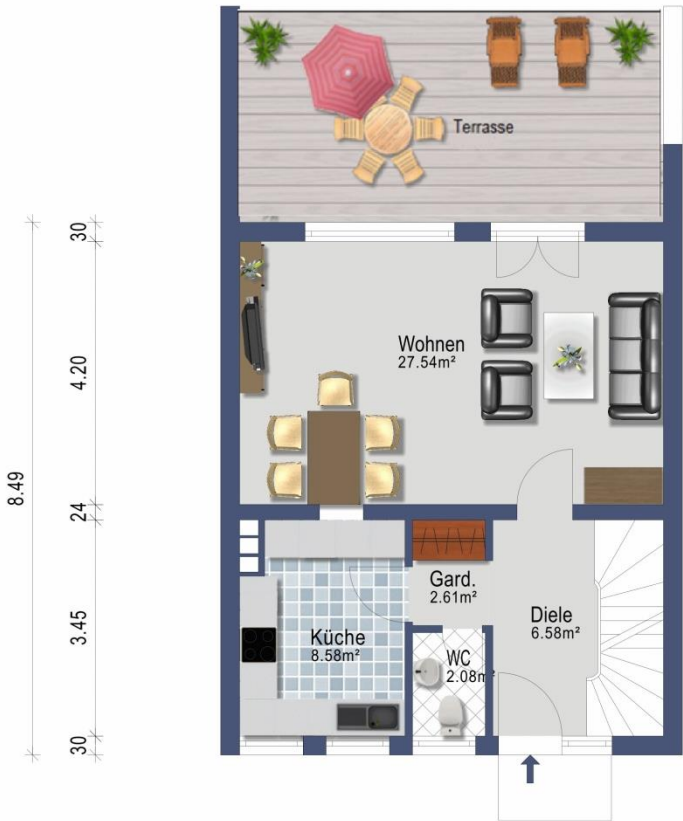 Terrasse
30
Wohnen
27.54m²
4.20
8.49
24
Gard.
2.61m²
3.45
Küche
8.58m²
Diele
6.58m²
WC
2.08m²
30